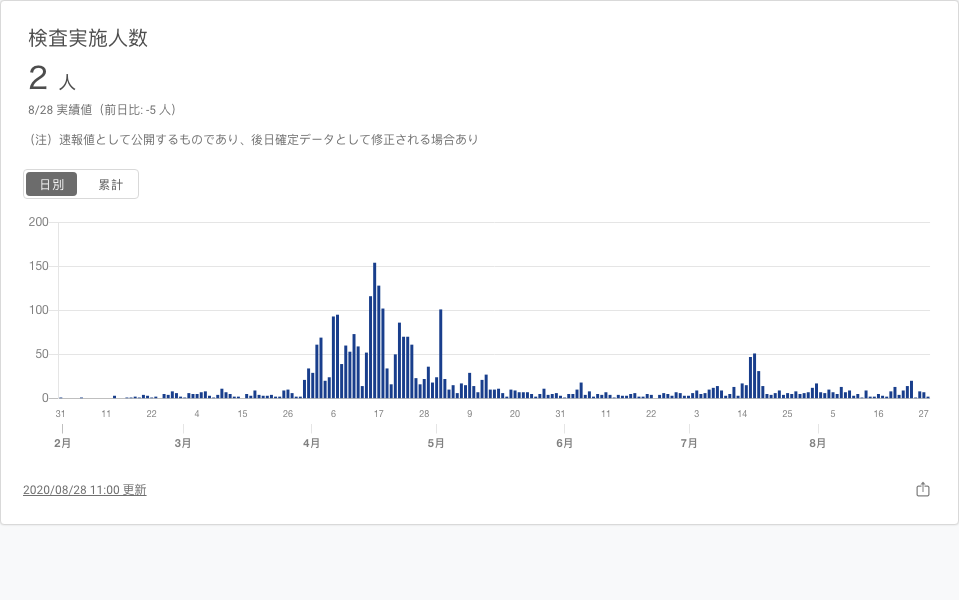 検査実施人数
2 人
8/28 実績値（前日比: -5 人）
（注）速報値として公開するものであり、後日確定データとして修正される場合あり
日別 累計
200
150
100
50
0
31 11 22 4 15 26 6 17 28 9 20 31 11 22 3 14 25 5 16 27
2月 3月 4月 5月 6月 7月 8月
2020/08/28 11:00 更新